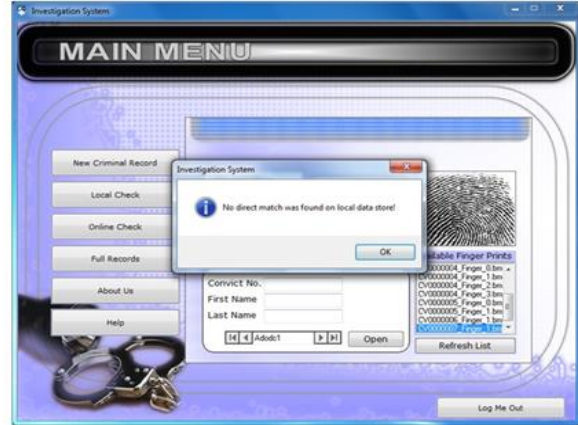 Investigation System
MAIN MENU
New Criminal Record
Local Check
Online Check
Full Records
About Us
Help
Investigation System
No direct match was found on local data store!
OK
Convict No.
First Name
Last Name
Adodc1
Open
ilable Finger Prints
CV0000004_Finger_0.bm
CV0000004_Finger_1.bm
CV0000004_Finger_2.bm
CV0000004_Finger_3.bm
CV0000005_Finger_0.bm
CV0000005_Finger_1.bm
CV0000006_Finger_1.bm
CV0000007_Finger_1.bm
Refresh List
Log Me Out